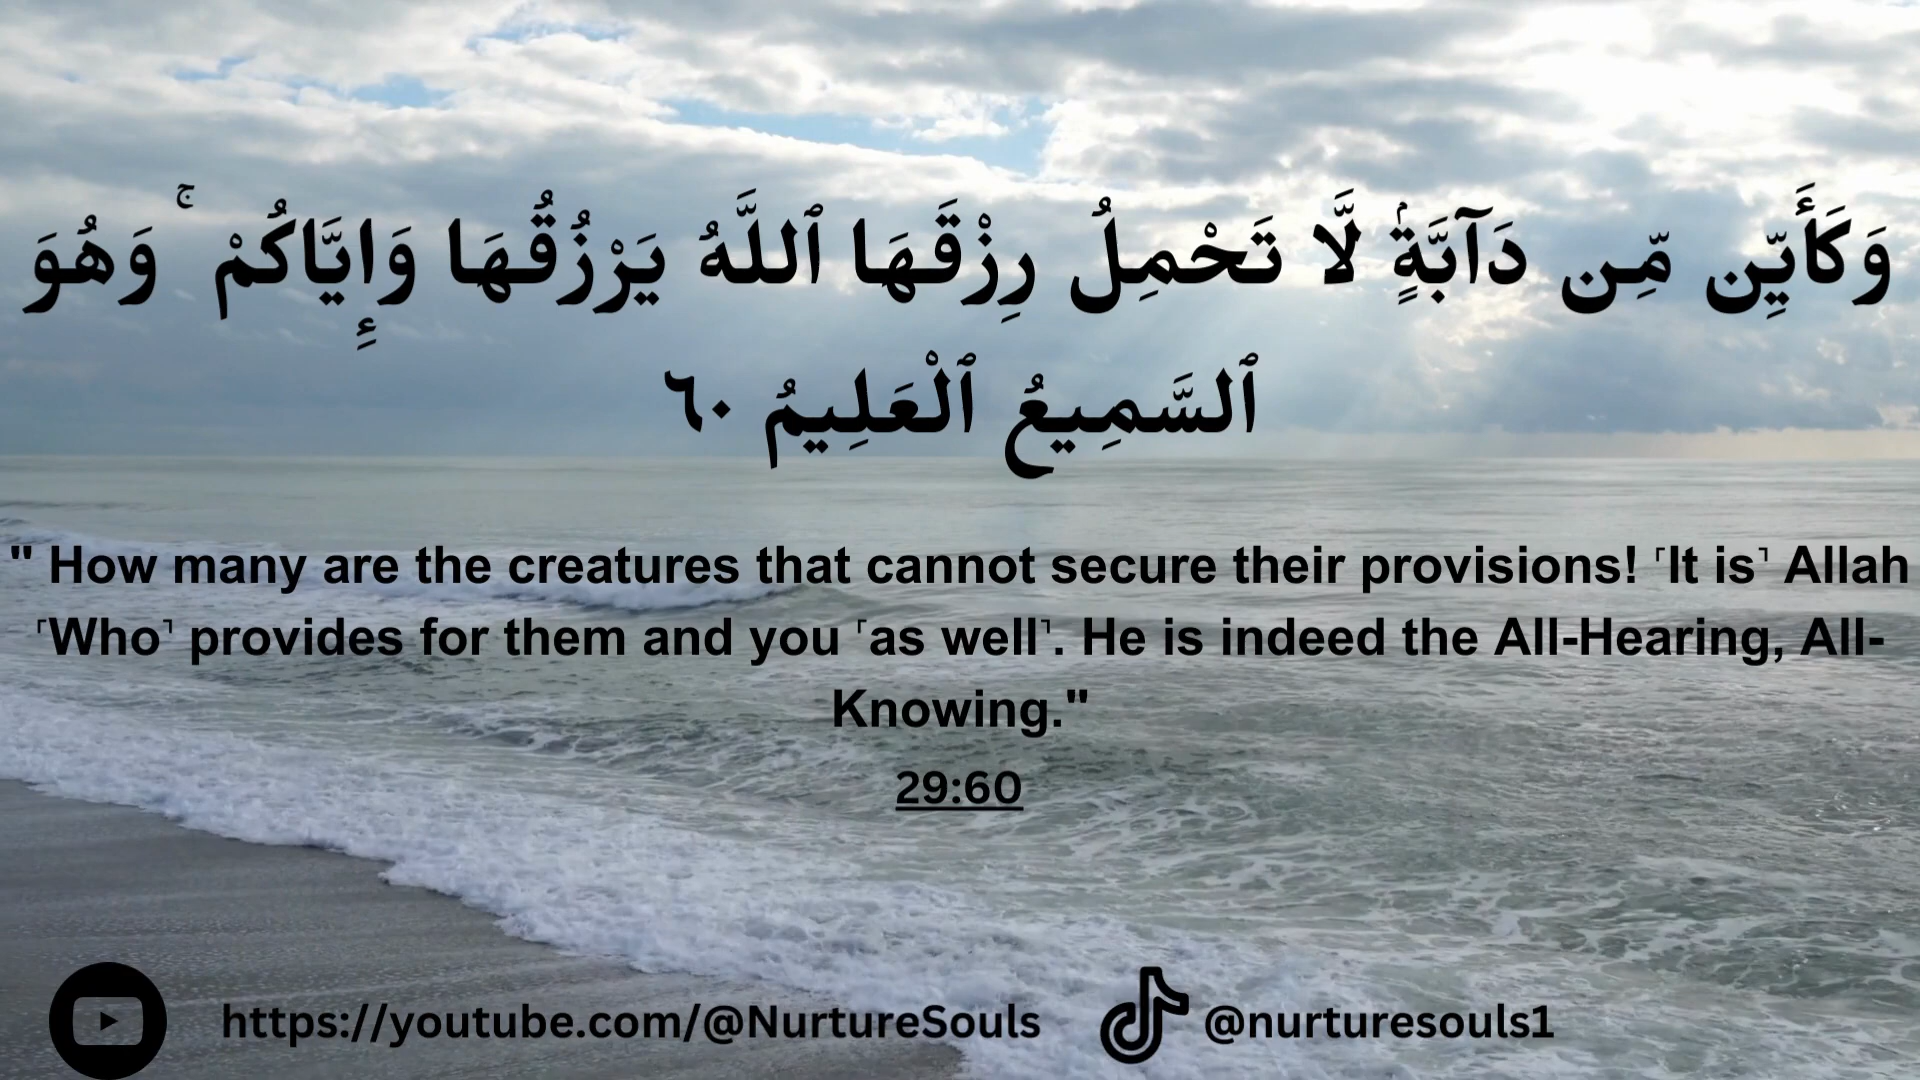 وَكَأَيِّن مِّن دَآبَّةٍۢ لَّا تَحْمِلُ رِزْقَهَا ٱللَّهُ يَرْزُقُهَا وَإِيَّاكُمْ ۚ وَهُوَ
ٱلسَّمِيعُ ٱلْعَلِيمُ ٦٠
" How many are the creatures that cannot secure their provisions! ˹It is˺ Allah
˹Who˺ provides for them and you ˹as well˺. He is indeed the All-Hearing, All-
Knowing."
29:60
https://youtube.com/@NurtureSouls @nurturesouls1